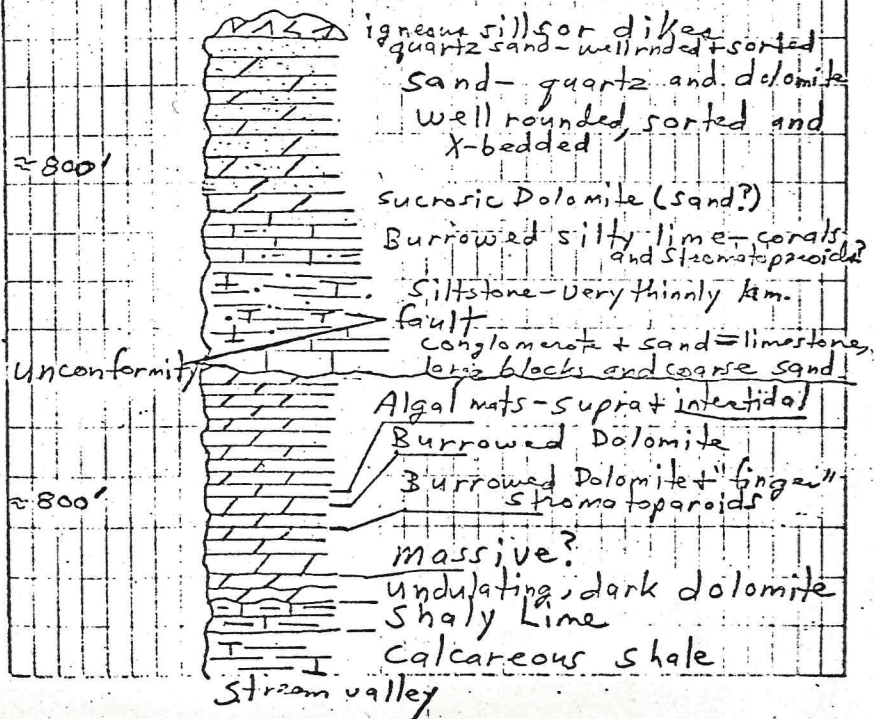 igneous sills or dikes
quartz sand - well rnded + sorted
sand - quartz and dolomite
well rounded, sorted and
X-bedded
≈ 800'
sucrosic Dolomite (sand?)
Burrowed silty lime - corals
and stromatoparoids?
Siltstone - very thinnly lam.
fault
conglomerate + sand = limestone,
large blocks and coarse sand
unconformity
Algal mats - supra + intertidal
Burrowed Dolomite
Burrowed Dolomite + "finger"
stromatoparoids
≈ 800'
massive?
undulating, dark dolomite
Shaly Lime
Calcareous shale
Stream valley